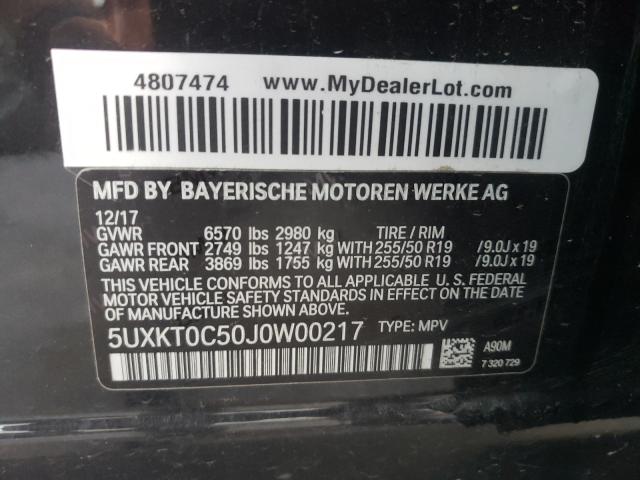 4807474 www.MyDealerLot.com
MFD BY BAYERISCHE MOTOREN WERKE AG
12/17
GVWR 6570 lbs 2980 kg TIRE / RIM
GAWR FRONT 2749 lbs 1247 kg WITH 255/50 R19 /9.0J x 19
GAWR REAR 3869 lbs 1755 kg WITH 255/50 R19 /9.0J x 19
THIS VEHICLE CONFORMS TO ALL APPLICABLE U. S. FEDERAL
MOTOR VEHICLE SAFETY STANDARDS IN EFFECT ON THE DATE
OF MANUFACTURE SHOWN ABOVE.
5UXKT0C50J0W00217 TYPE: MPV
A90M
7 320 729